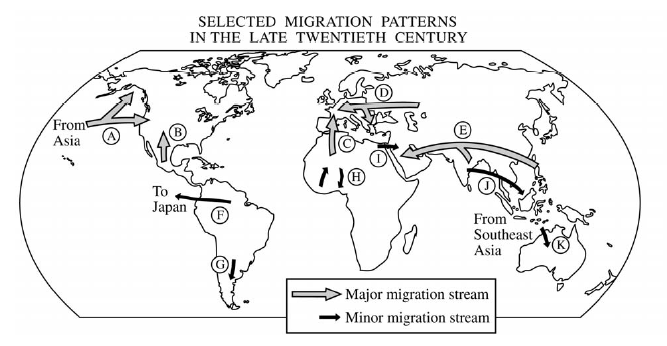 SELECTED MIGRATION PATTERNS
IN THE LATE TWENTIETH CENTURY
D
From
Asia
A
B
E
C
I
H
J
To
Japan
F
From
Southeast
Asia
K
G
Major migration stream
Minor migration stream